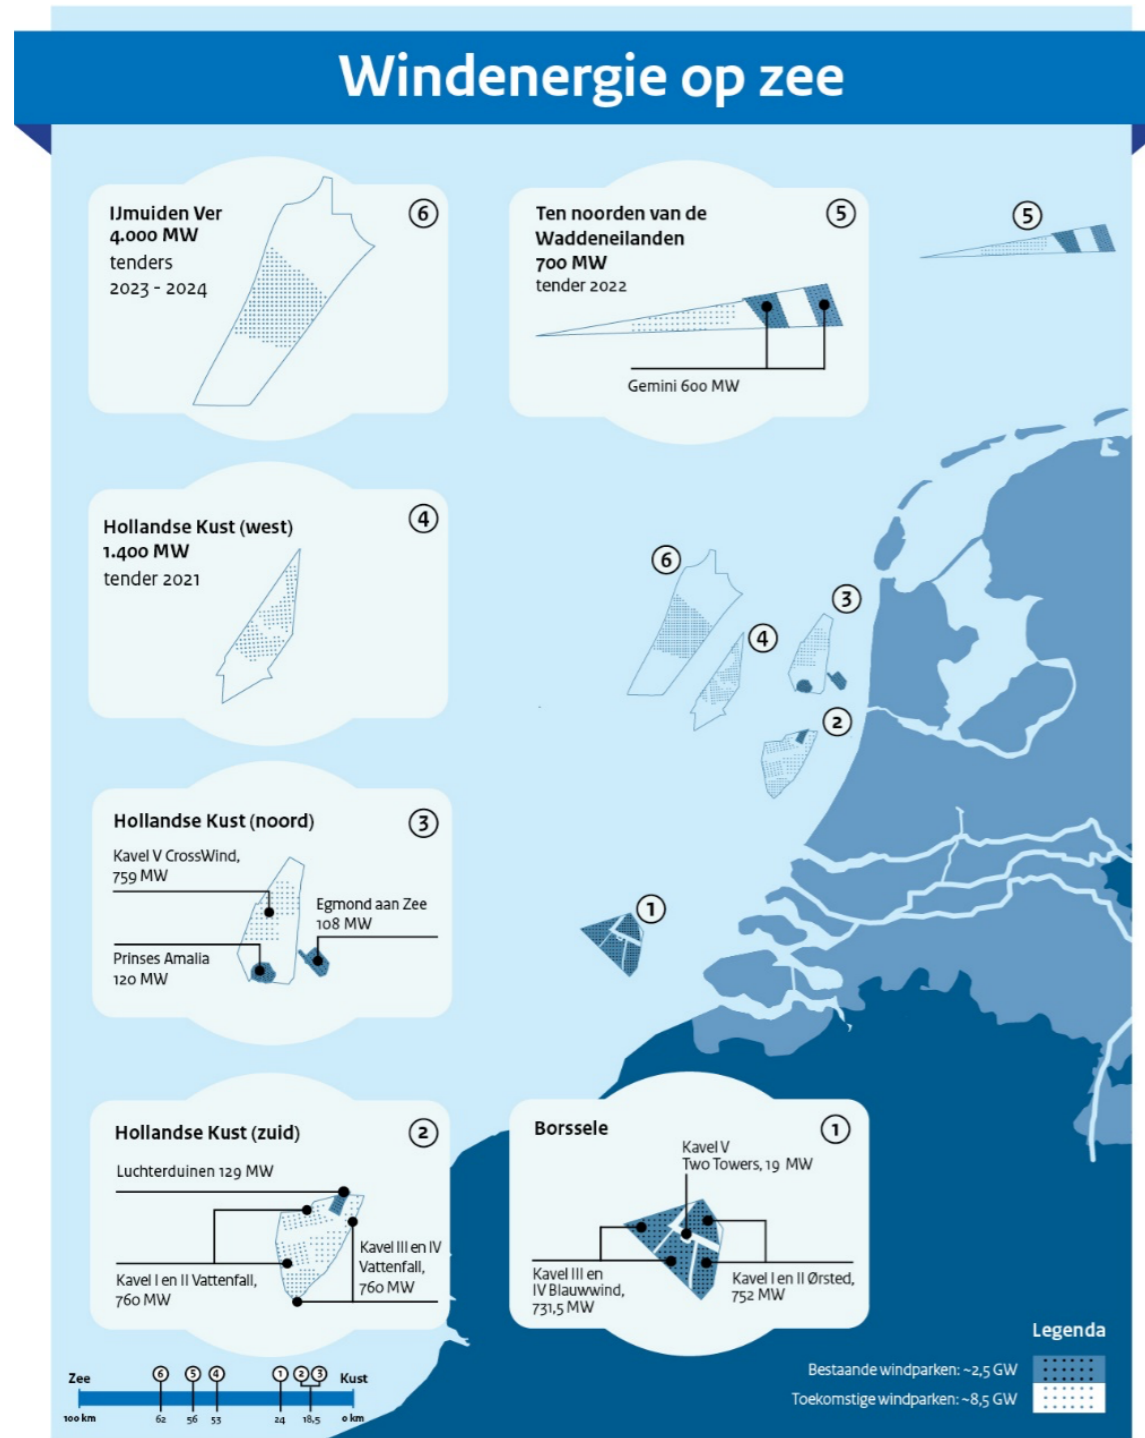 Windenergie op zee
IJmuiden Ver
4.000 MW
tenders
2023 - 2024
6
Ten noorden van de
Waddeneilanden
700 MW
tender 2022
5
Gemini 600 MW
5
Hollandse Kust (west)
1.400 MW
tender 2021
4
6
3
4
2
1
Hollandse Kust (noord)
3
Kavel V CrossWind,
759 MW
Egmond aan Zee
108 MW
Prinses Amalia
120 MW
Hollandse Kust (zuid)
2
Luchterduinen 129 MW
Kavel III en IV
Vattenfall,
760 MW
Kavel I en II Vattenfall,
760 MW
Borssele
1
Kavel V
Two Towers, 19 MW
Kavel III en
IV Blauwwind,
731,5 MW
Kavel I en II Ørsted,
752 MW
Legenda
Bestaande windparken: ~2,5 GW
Toekomstige windparken: ~8,5 GW
Zee 6 5 4 1 2 3 Kust
100 km 62 56 53 24 18,5 0 km